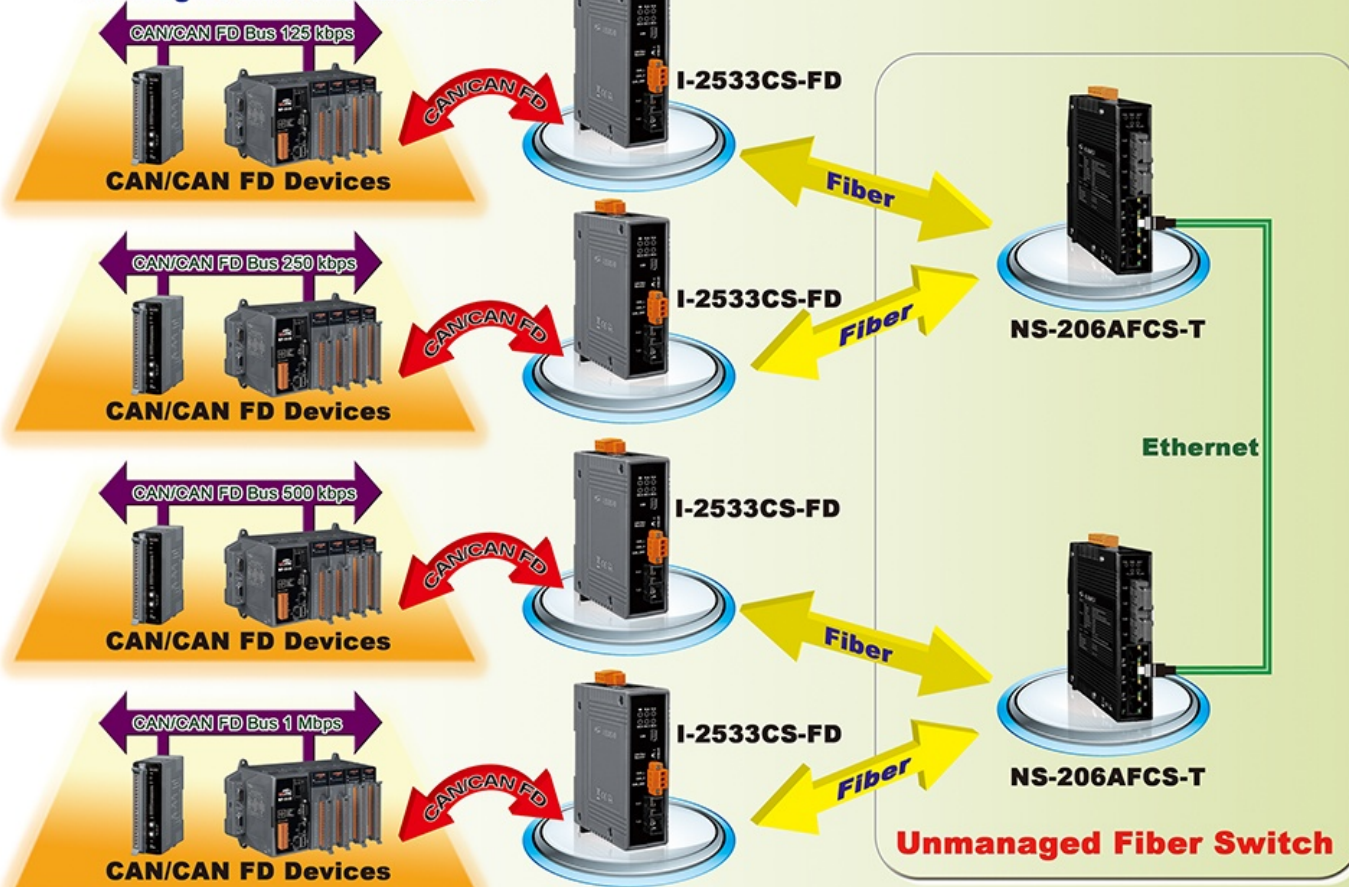 CAN/CAN FD Bus 125 kbps
CAN/CAN FD
I-2533CS-FD
CAN/CAN FD Devices
Fiber
CAN/CAN FD Bus 250 kbps
CAN/CAN FD
I-2533CS-FD
Fiber
NS-206AFCS-T
CAN/CAN FD Devices
Ethernet
CAN/CAN FD Bus 500 kbps
CAN/CAN FD
I-2533CS-FD
CAN/CAN FD Devices
Fiber
CAN/CAN FD Bus 1 Mbps
CAN/CAN FD
I-2533CS-FD
Fiber
NS-206AFCS-T
Unmanaged Fiber Switch
CAN/CAN FD Devices